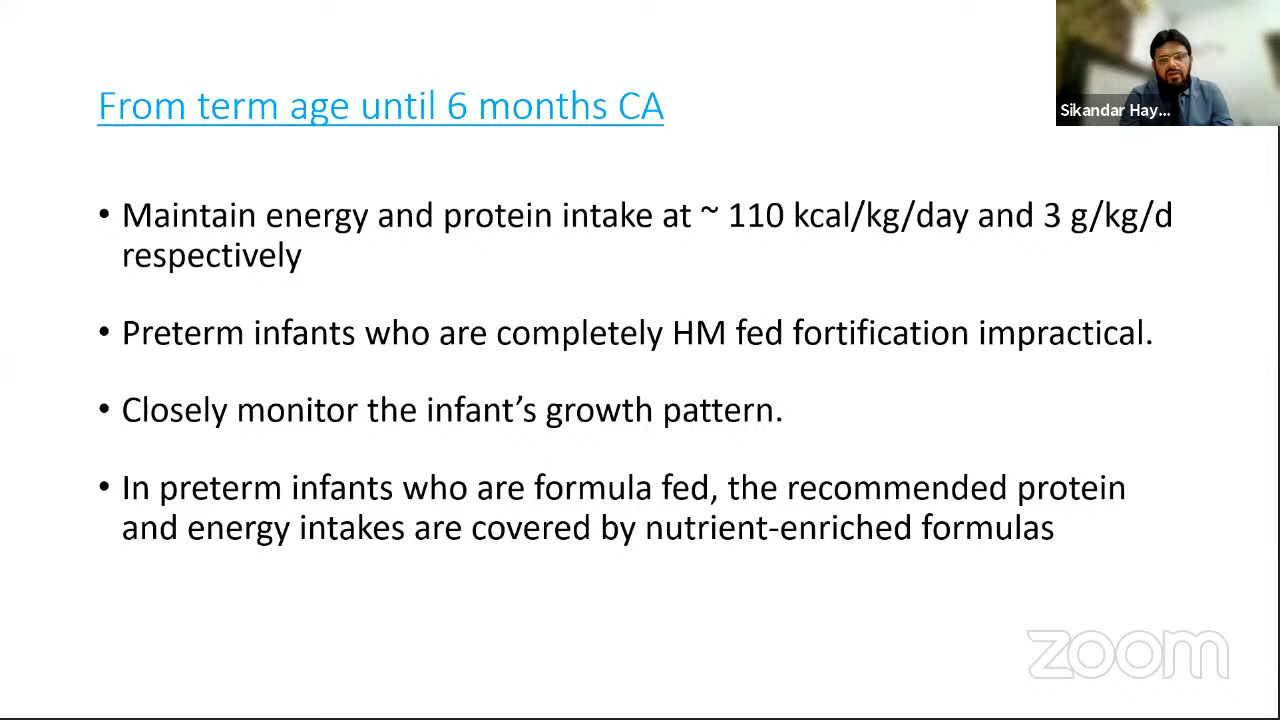 From term age until 6 months CA
Sikandar Hay...
• Maintain energy and protein intake at ~ 110 kcal/kg/day and 3 g/kg/d
respectively
• Preterm infants who are completely HM fed fortification impractical.
• Closely monitor the infant’s growth pattern.
• In preterm infants who are formula fed, the recommended protein
and energy intakes are covered by nutrient-enriched formulas
zoom